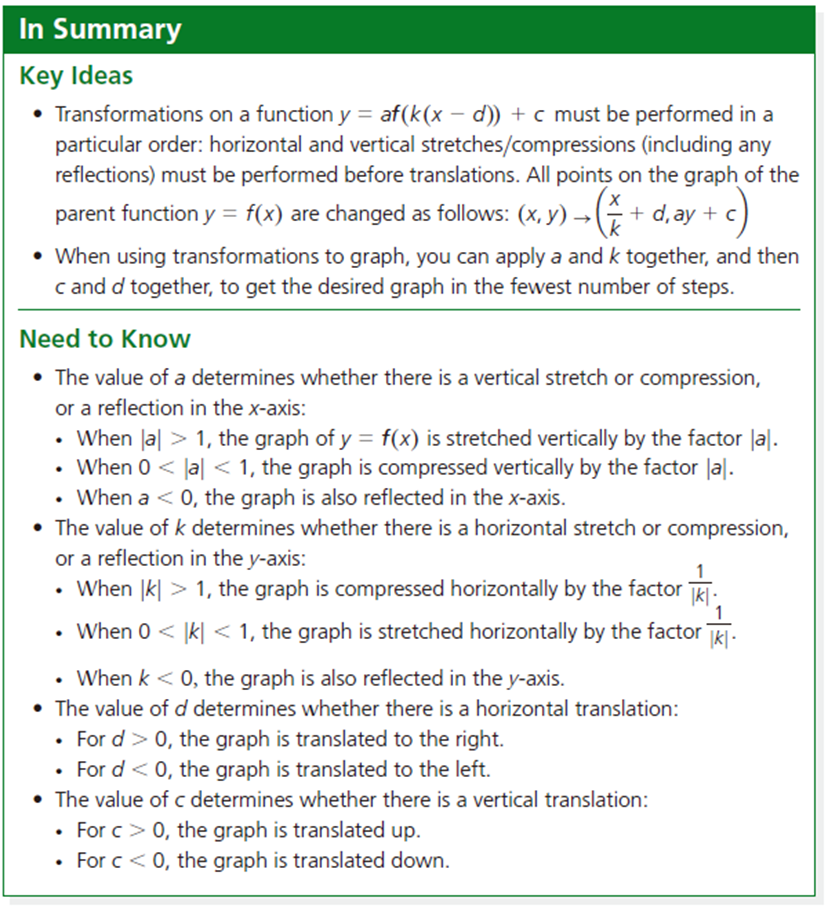 In Summary
Key Ideas
• Transformations on a function y = af(k(x − d)) + c must be performed in a
particular order: horizontal and vertical stretches/compressions (including any
reflections) must be performed before translations. All points on the graph of the
parent function y = f(x) are changed as follows: (x, y) → (x/k + d, ay + c)
• When using transformations to graph, you can apply a and k together, and then
c and d together, to get the desired graph in the fewest number of steps.
Need to Know
• The value of a determines whether there is a vertical stretch or compression,
or a reflection in the x-axis:
• When |a| > 1, the graph of y = f(x) is stretched vertically by the factor |a|.
• When 0 < |a| < 1, the graph is compressed vertically by the factor |a|.
• When a < 0, the graph is also reflected in the x-axis.
• The value of k determines whether there is a horizontal stretch or compression,
or a reflection in the y-axis:
• When |k| > 1, the graph is compressed horizontally by the factor 1/|k|.
• When 0 < |k| < 1, the graph is stretched horizontally by the factor 1/|k|.
• When k < 0, the graph is also reflected in the y-axis.
• The value of d determines whether there is a horizontal translation:
• For d > 0, the graph is translated to the right.
• For d < 0, the graph is translated to the left.
• The value of c determines whether there is a vertical translation:
• For c > 0, the graph is translated up.
• For c < 0, the graph is translated down.